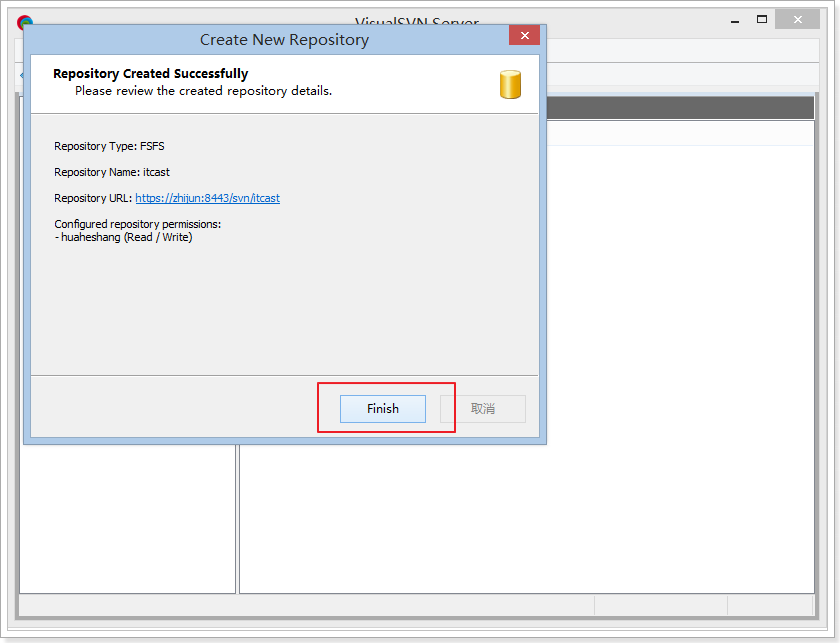 VisualSVN Server
Create New Repository
Repository Created Successfully
Please review the created repository details.
Repository Type: FSFS
Repository Name: itcast
Repository URL: https://zhijun:8443/svn/itcast
Configured repository permissions:
- huaheshang (Read / Write)
Finish
取消